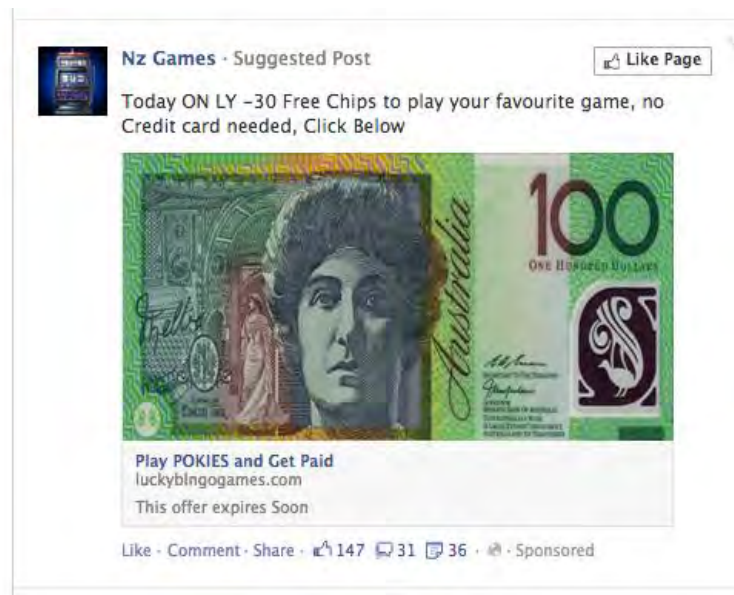 Nz Games · Suggested Post
Like Page
Today ON LY –30 Free Chips to play your favourite game, no
Credit card needed, Click Below
100
ONE HUNDRED DOLLARS
Australia
Play POKIES and Get Paid
luckybingogames.com
This offer expires Soon
Like · Comment · Share · 147 31 36 · Sponsored